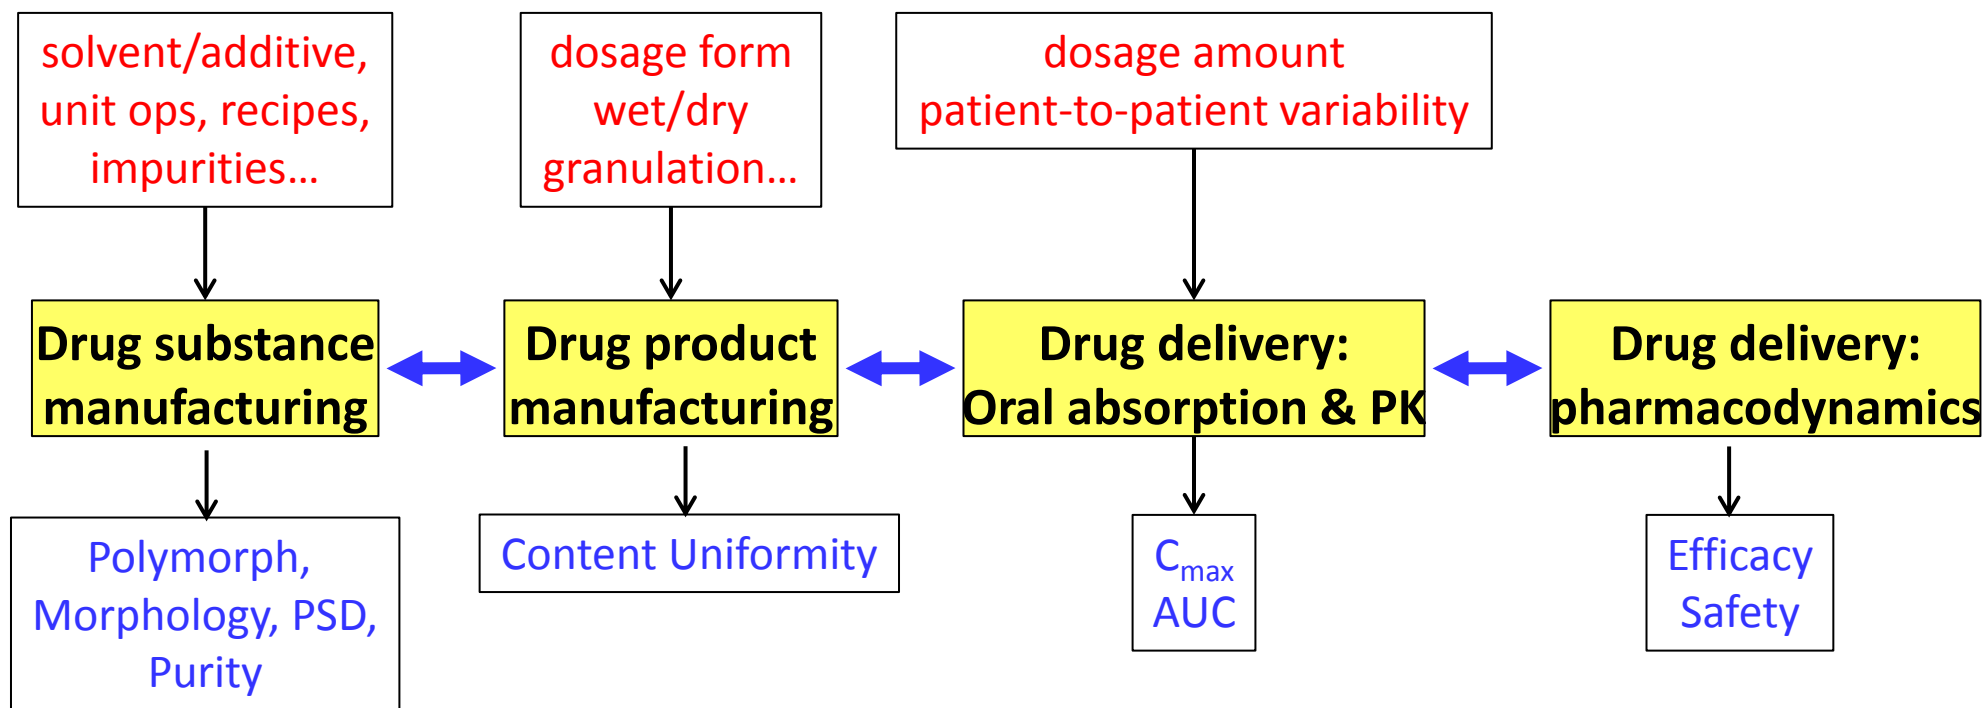 solvent/additive,
unit ops, recipes,
impurities…
dosage form
wet/dry
granulation…
dosage amount
patient-to-patient variability
Drug substance
manufacturing
Drug product
manufacturing
Drug delivery:
Oral absorption & PK
Drug delivery:
pharmacodynamics
Polymorph,
Morphology, PSD,
Purity
Content Uniformity
Cmax
AUC
Efficacy
Safety